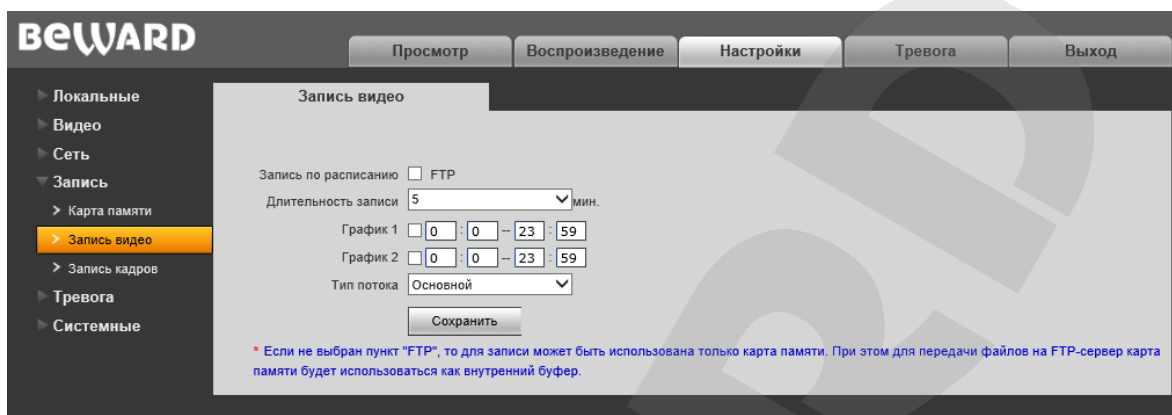 BEWARD
Просмотр
Воспроизведение
Настройки
Тревога
Выход
Локальные
Видео
Сеть
Запись
> Карта памяти
> Запись видео
> Запись кадров
Тревога
Системные
Запись видео
Запись по расписанию FTP
Длительность записи 5 мин.
График 1 0 : 0 -- 23 : 59
График 2 0 : 0 -- 23 : 59
Тип потока Основной
Сохранить
* Если не выбран пункт "FTP", то для записи может быть использована только карта памяти. При этом для передачи файлов на FTP-сервер карта
памяти будет использоваться как внутренний буфер.